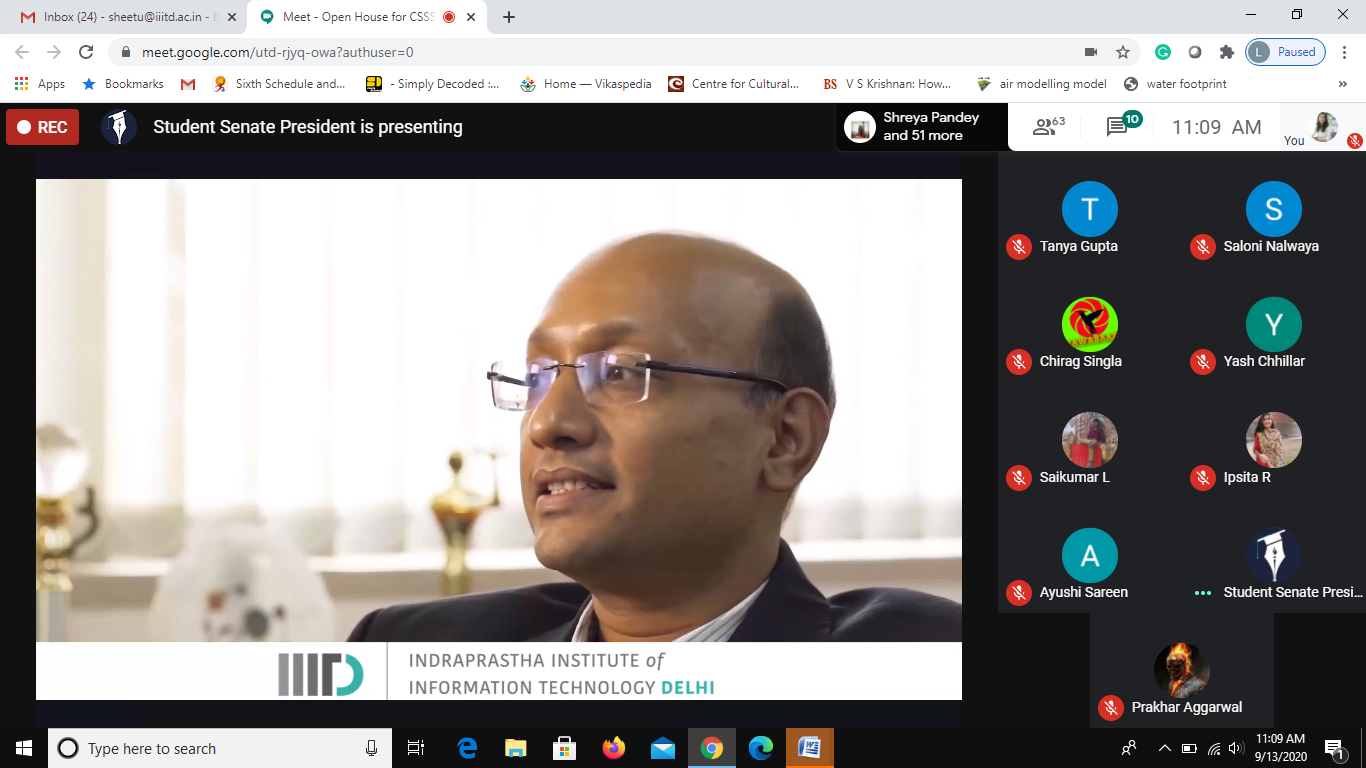 Inbox (24) - sheetu@iiitd.ac.in - I
Meet - Open House for CSSS
meet.google.com/utd-rjyq-owa?authuser=0
L Paused
Apps Bookmarks Sixth Schedule and... - Simply Decoded :... Home — Vikaspedia Centre for Cultural... BS V S Krishnan: How... air modelling model water footprint »
REC
Student Senate President is presenting
Shreya Pandey
and 51 more
63
10
11:09 AM
You
T
Tanya Gupta
S
Saloni Nalwaya
Chirag Singla
Y
Yash Chhillar
Saikumar L
Ipsita R
A
Ayushi Sareen
Student Senate Presi...
Prakhar Aggarwal
IIITD
INDRAPRASTHA INSTITUTE of
INFORMATION TECHNOLOGY DELHI
Type here to search
11:09 AM
9/13/2020
1